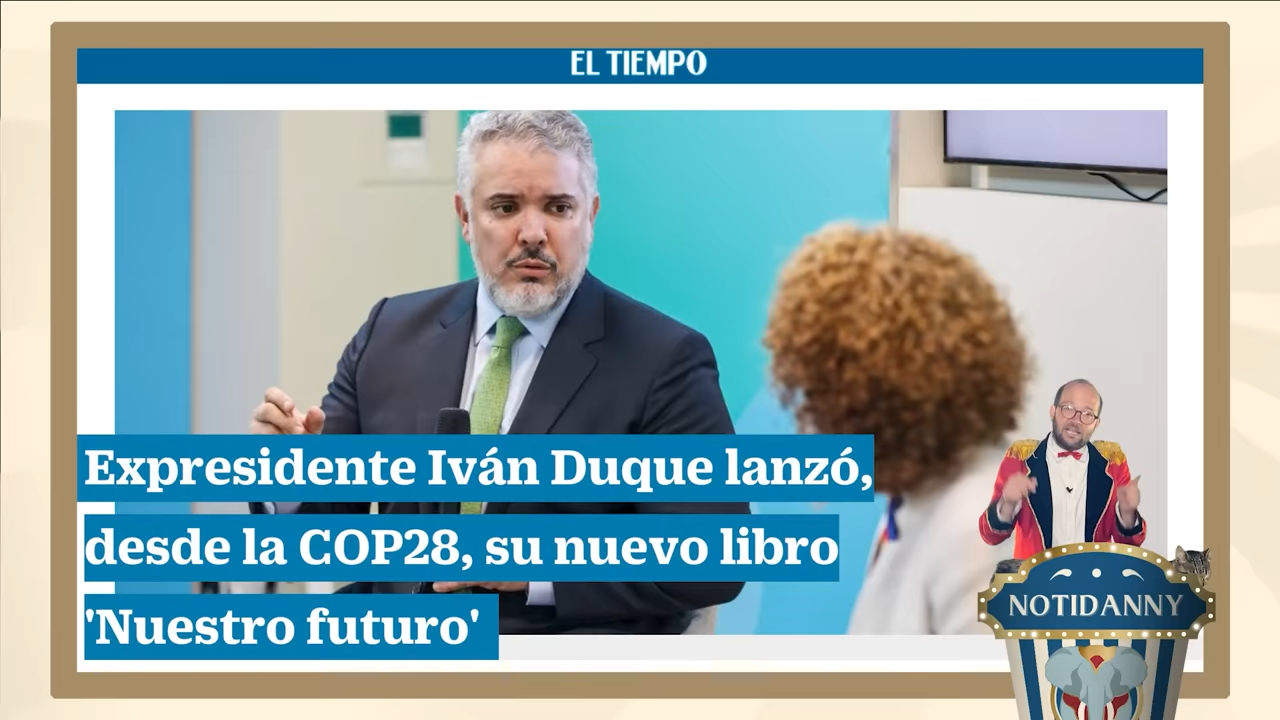 EL TIEMPO
Expresidente Iván Duque lanzó,
desde la COP28, su nuevo libro
'Nuestro futuro'
NOTIDANNY